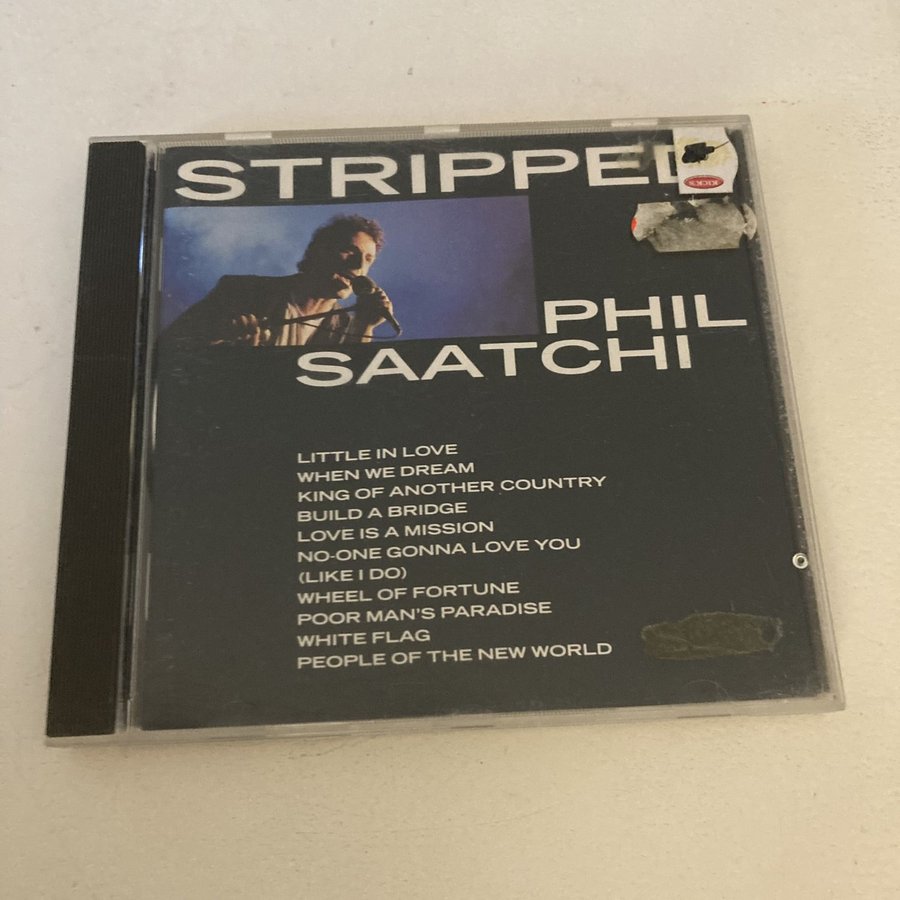 STRIPPED
KICK'S
PHIL
SAATCHI
LITTLE IN LOVE
WHEN WE DREAM
KING OF ANOTHER COUNTRY
BUILD A BRIDGE
LOVE IS A MISSION
NO-ONE GONNA LOVE YOU
(LIKE I DO)
WHEEL OF FORTUNE
POOR MAN'S PARADISE
WHITE FLAG
PEOPLE OF THE NEW WORLD